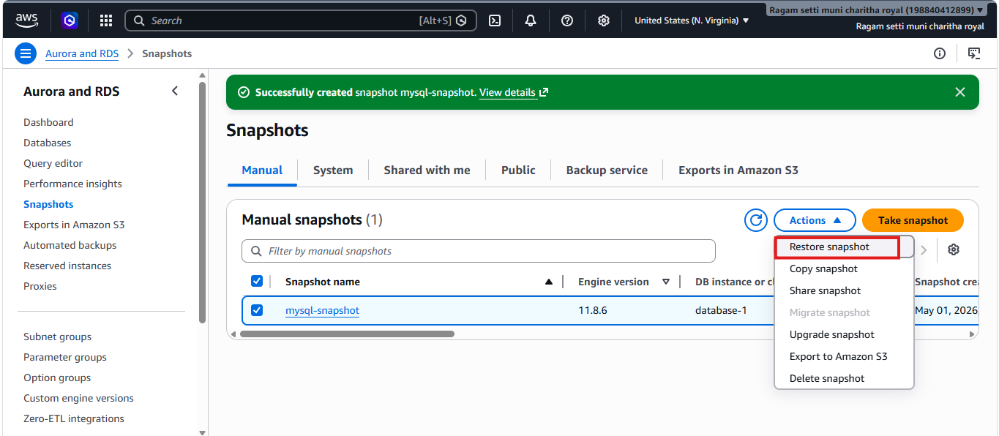 aws
Search [Alt+S]
United States (N. Virginia) ▼
Ragam setti muni charitha royal (198840412899) ▼
Ragam setti muni charitha royal
Aurora and RDS > Snapshots
Aurora and RDS
Dashboard
Databases
Query editor
Performance insights
Snapshots
Exports in Amazon S3
Automated backups
Reserved instances
Proxies
Subnet groups
Parameter groups
Option groups
Custom engine versions
Zero-ETL integrations
Successfully created snapshot mysql-snapshot. View details
Snapshots
Manual System Shared with me Public Backup service Exports in Amazon S3
Manual snapshots (1)
Actions ▲ Take snapshot
Filter by manual snapshots
Snapshot name Engine version DB instance or cl Snapshot crea
mysql-snapshot 11.8.6 database-1 May 01, 2026,
Restore snapshot
Copy snapshot
Share snapshot
Migrate snapshot
Upgrade snapshot
Export to Amazon S3
Delete snapshot